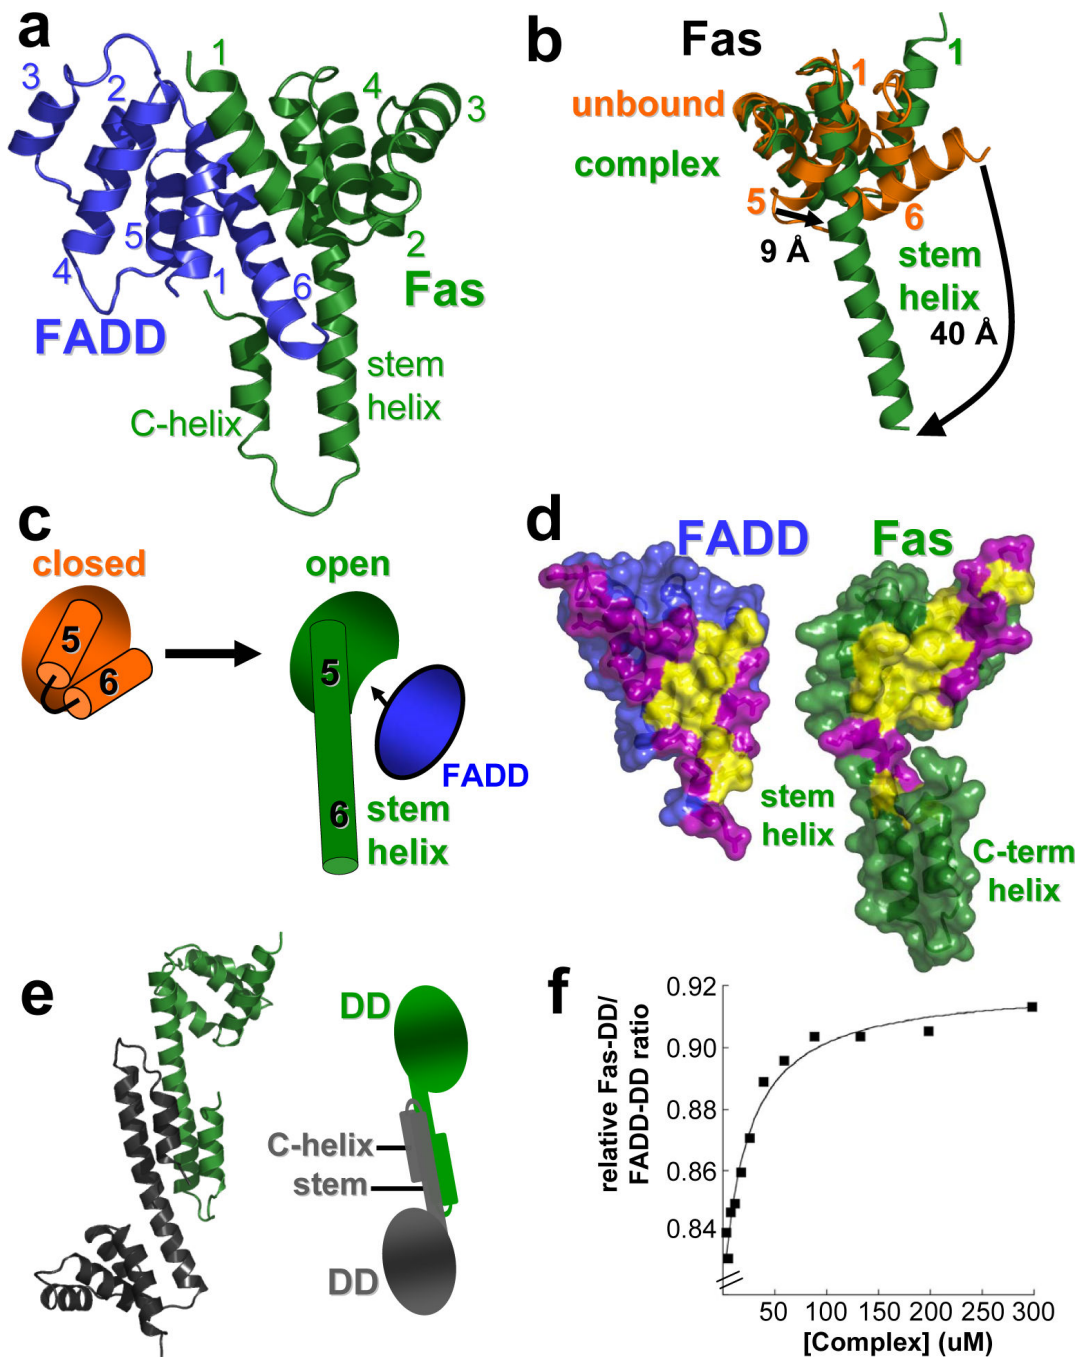 a
3
2
1
4
3
5
4
1
6
2
FADD
Fas
C-helix
stem
helix
b
Fas
1
1
unbound
complex
5
6
9 Å
stem
helix
40 Å
c
closed
open
5
6
5
6
FADD
stem
helix
d
FADD
Fas
stem
helix
C-term
helix
e
DD
C-helix
stem
DD
f
relative Fas-DD/
FADD-DD ratio
0.92
0.90
0.88
0.86
0.84
50 100 150 200 250 300
[Complex] (uM)